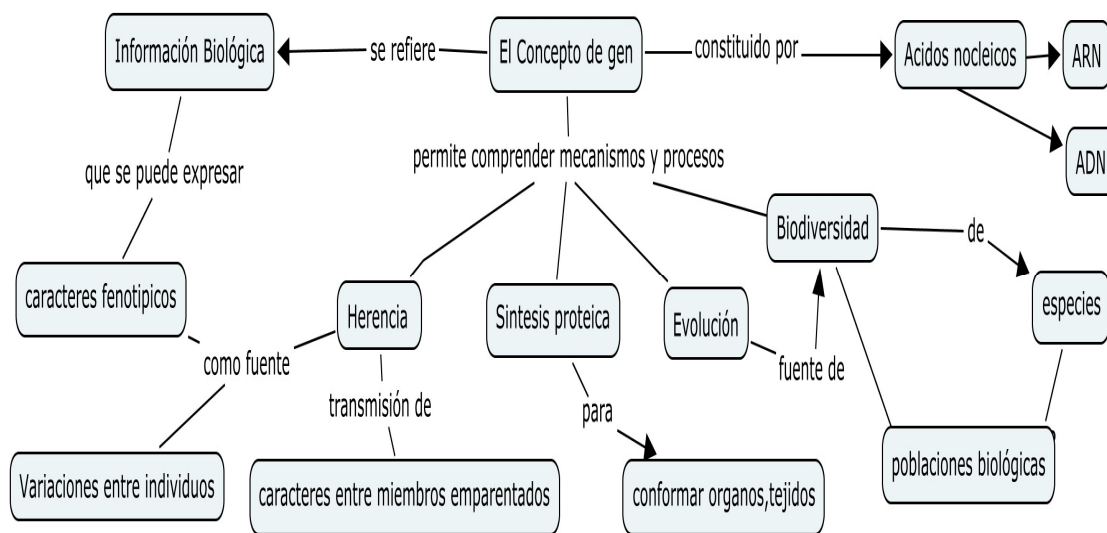 Información Biológica
se refiere
El Concepto de gen
constituido por
Acidos nocleicos
ARN
ADN
permite comprender mecanismos y procesos
que se puede expresar
Biodiversidad
de
caracteres fenotipicos
Herencia
Sintesis proteica
Evolución
especies
como fuente
fuente de
transmisión de
para
Variaciones entre individuos
caracteres entre miembros emparentados
conformar organos,tejidos
poblaciones biológicas